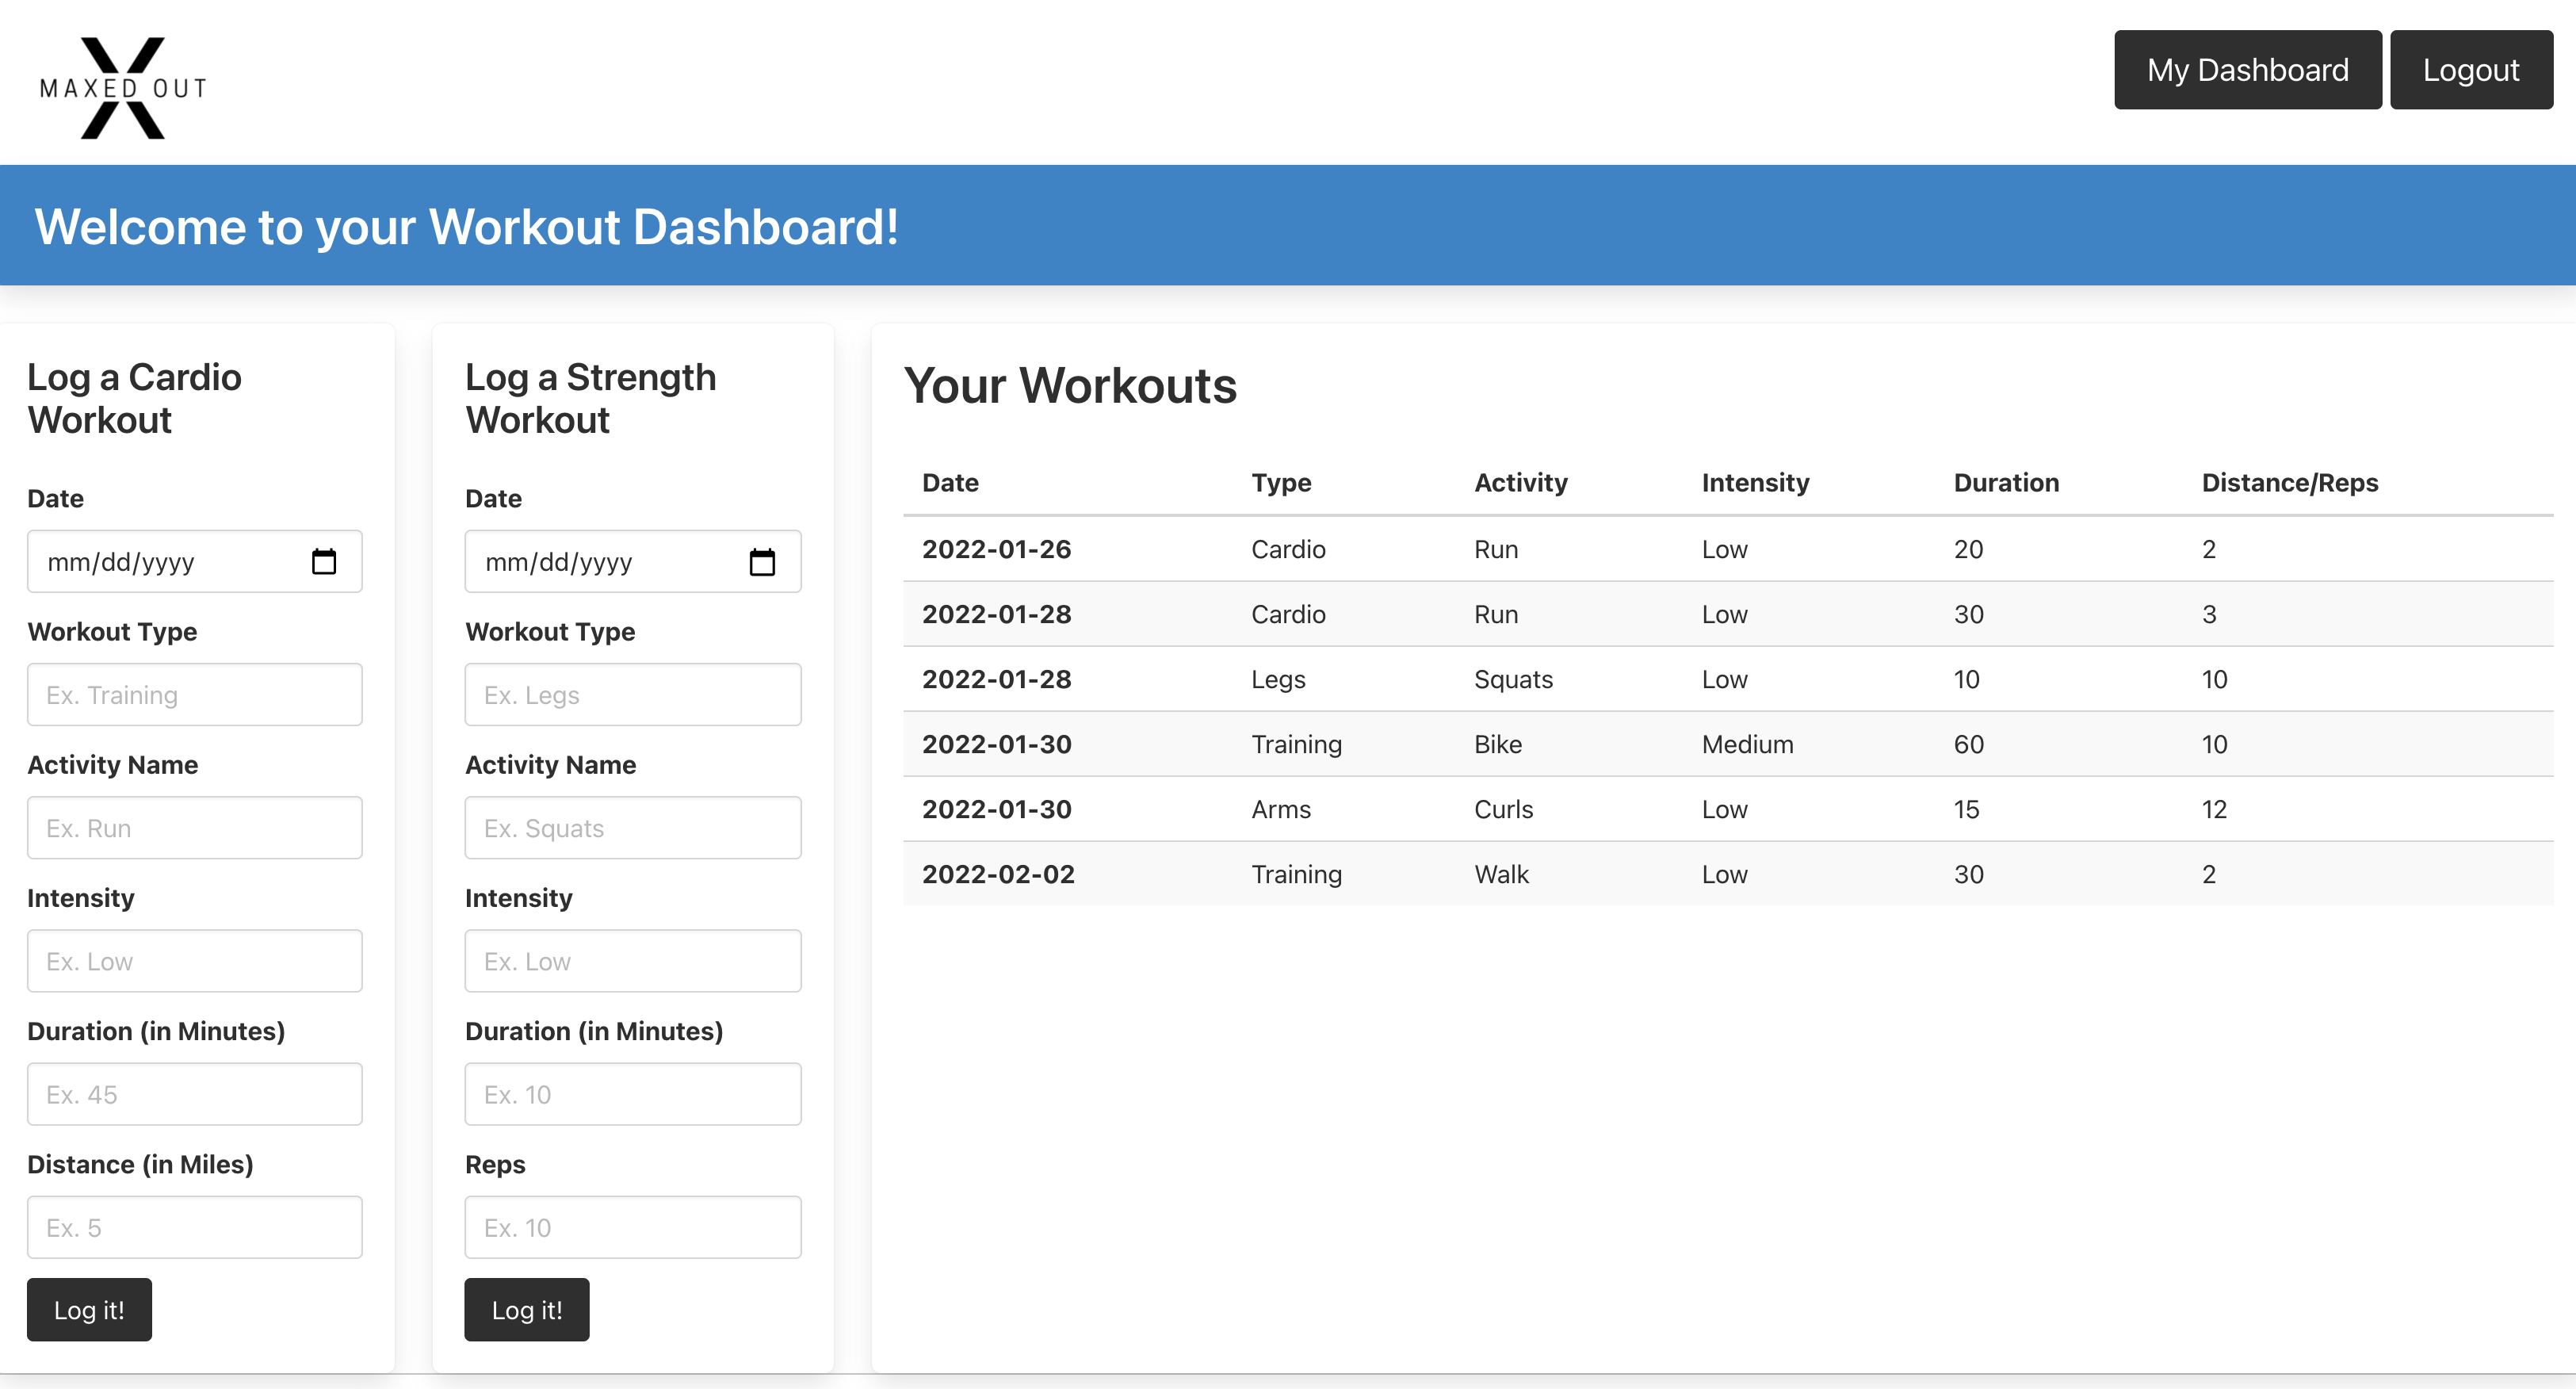 MAXED OUT
My Dashboard
Logout
Welcome to your Workout Dashboard!
Log a Cardio
Workout
Date
mm/dd/yyyy
Workout Type
Ex. Training
Activity Name
Ex. Run
Intensity
Ex. Low
Duration (in Minutes)
Ex. 45
Distance (in Miles)
Ex. 5
Log it!
Log a Strength
Workout
Date
mm/dd/yyyy
Workout Type
Ex. Legs
Activity Name
Ex. Squats
Intensity
Ex. Low
Duration (in Minutes)
Ex. 10
Reps
Ex. 10
Log it!
Your Workouts
Date Type Activity Intensity Duration Distance/Reps
2022-01-26 Cardio Run Low 20 2
2022-01-28 Cardio Run Low 30 3
2022-01-28 Legs Squats Low 10 10
2022-01-30 Training Bike Medium 60 10
2022-01-30 Arms Curls Low 15 12
2022-02-02 Training Walk Low 30 2